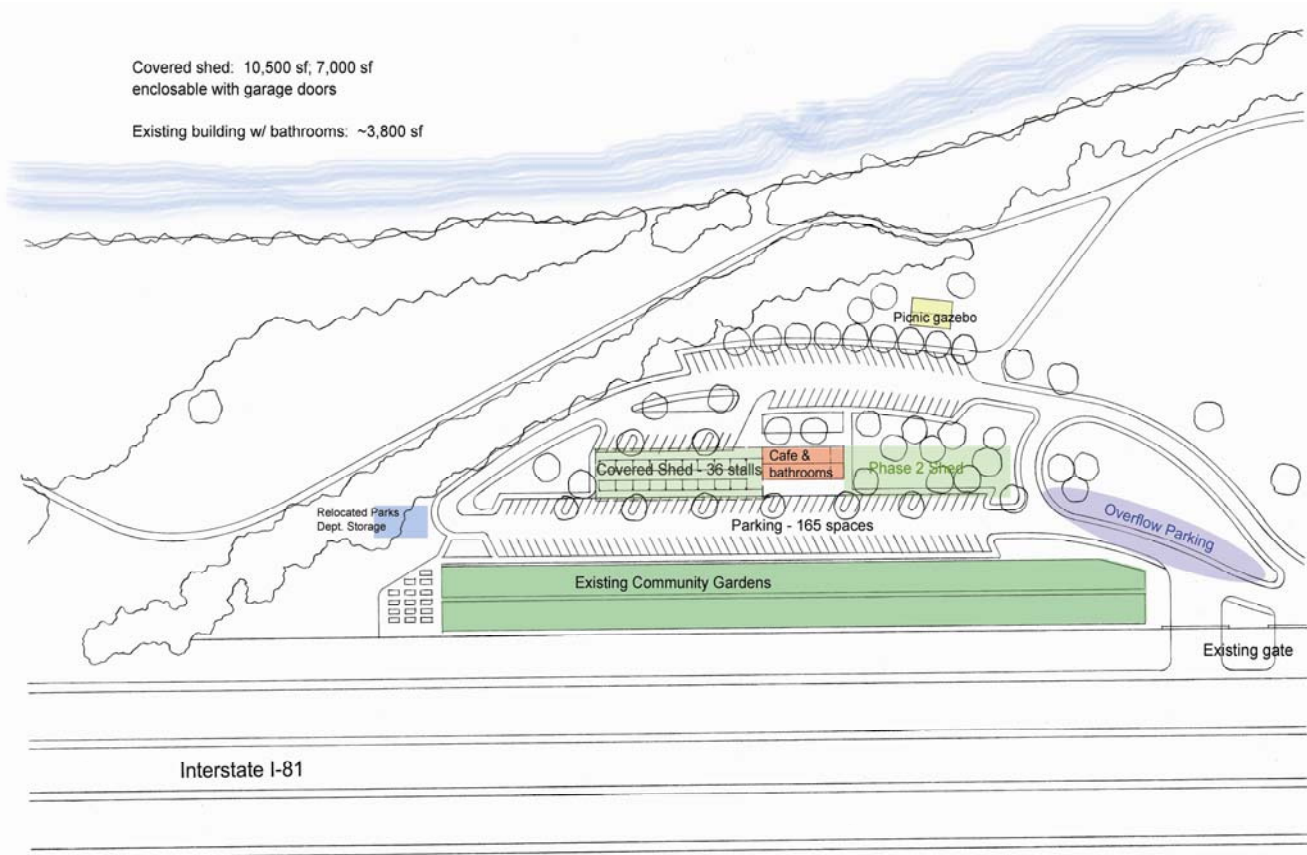 Covered shed: 10,500 sf; 7,000 sf
enclosable with garage doors
Existing building w/ bathrooms: ~3,800 sf
Picnic gazebo
Covered Shed - 36 stalls
Cafe &
bathrooms
Phase 2 Shed
Relocated Parks
Dept. Storage
Parking - 165 spaces
Overflow Parking
Existing Community Gardens
Existing gate
Interstate I-81